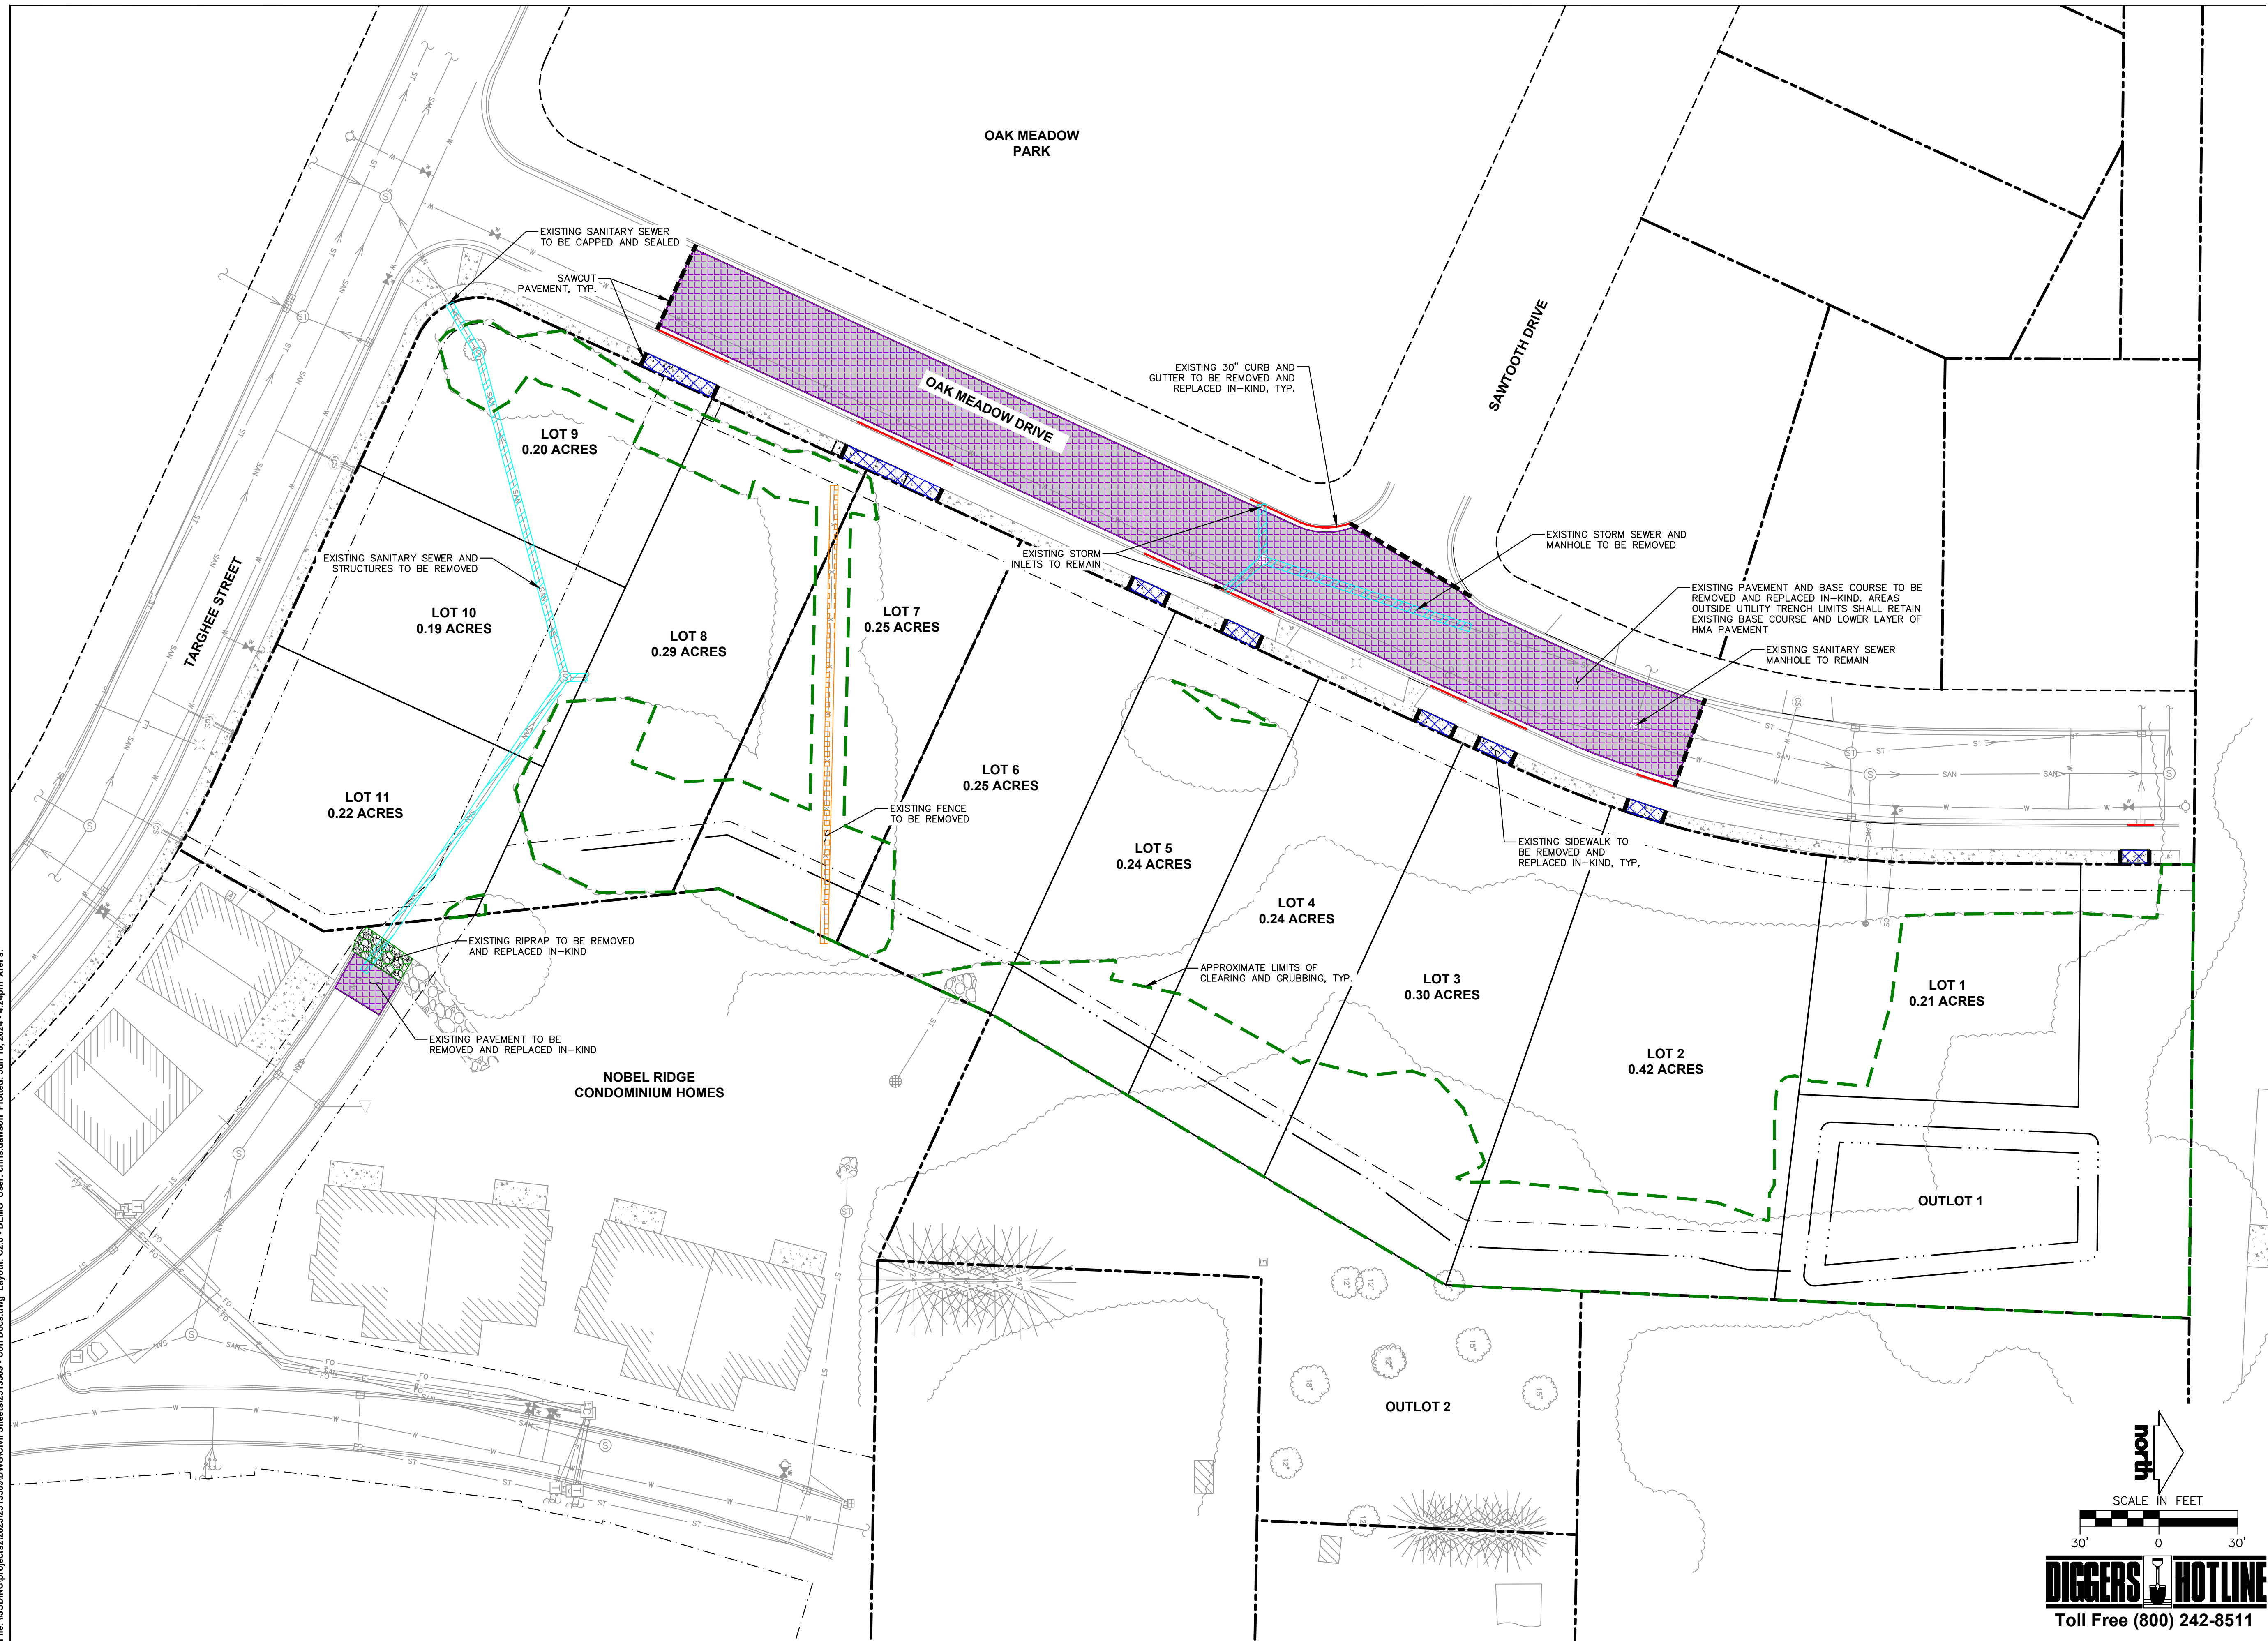 OAK MEADOW
PARK
EXISTING SANITARY SEWER
TO BE CAPPED AND SEALED
SAWCUT
PAVEMENT, TYP.
OAK MEADOW DRIVE
EXISTING 30" CURB AND
GUTTER TO BE REMOVED AND
REPLACED IN-KIND, TYP.
SAWTOOTH DRIVE
LOT 9
0.20 ACRES
EXISTING STORM SEWER AND
MANHOLE TO BE REMOVED
EXISTING STORM
INLETS TO REMAIN
EXISTING SANITARY SEWER AND
STRUCTURES TO BE REMOVED
EXISTING PAVEMENT AND BASE COURSE TO BE
REMOVED AND REPLACED IN-KIND. AREAS
OUTSIDE UTILITY TRENCH LIMITS SHALL RETAIN
EXISTING BASE COURSE AND LOWER LAYER OF
HMA PAVEMENT
TARGHEE STREET
LOT 10
0.19 ACRES
LOT 8
0.29 ACRES
LOT 7
0.25 ACRES
EXISTING SANITARY SEWER
MANHOLE TO REMAIN
LOT 11
0.22 ACRES
LOT 6
0.25 ACRES
EXISTING FENCE
TO BE REMOVED
LOT 5
0.24 ACRES
EXISTING SIDEWALK TO
BE REMOVED AND
REPLACED IN-KIND, TYP.
LOT 4
0.24 ACRES
EXISTING RIPRAP TO BE REMOVED
AND REPLACED IN-KIND
APPROXIMATE LIMITS OF
CLEARING AND GRUBBING, TYP.
LOT 3
0.30 ACRES
LOT 1
0.21 ACRES
EXISTING PAVEMENT TO BE
REMOVED AND REPLACED IN-KIND
LOT 2
0.42 ACRES
NOBEL RIDGE
CONDOMINIUM HOMES
OUTLOT 1
OUTLOT 2
12"
12"
15"
18"
15"
12"
north
SCALE IN FEET
30' 0 30'
DIGGERS HOTLINE
Toll Free (800) 242-8511